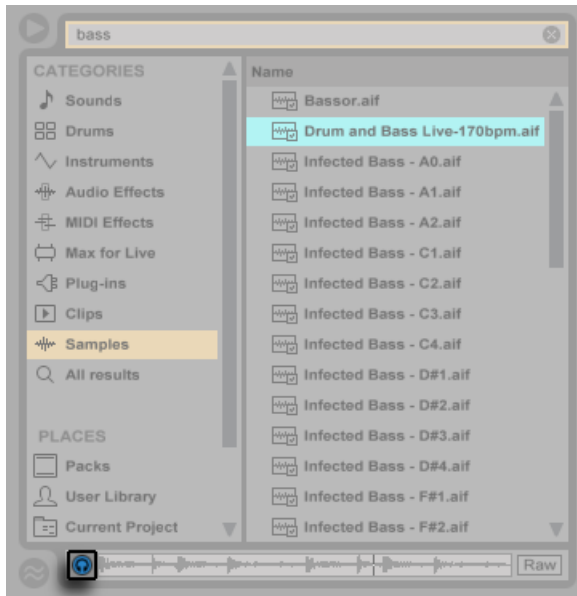 bass
CATEGORIES
Sounds
Drums
Instruments
Audio Effects
MIDI Effects
Max for Live
Plug-ins
Clips
Samples
All results
PLACES
Packs
User Library
Current Project
Name
Bassor.aif
Drum and Bass Live-170bpm.aif
Infected Bass - A0.aif
Infected Bass - A1.aif
Infected Bass - A2.aif
Infected Bass - C1.aif
Infected Bass - C2.aif
Infected Bass - C3.aif
Infected Bass - C4.aif
Infected Bass - D#1.aif
Infected Bass - D#2.aif
Infected Bass - D#3.aif
Infected Bass - D#4.aif
Infected Bass - F#1.aif
Infected Bass - F#2.aif
Raw